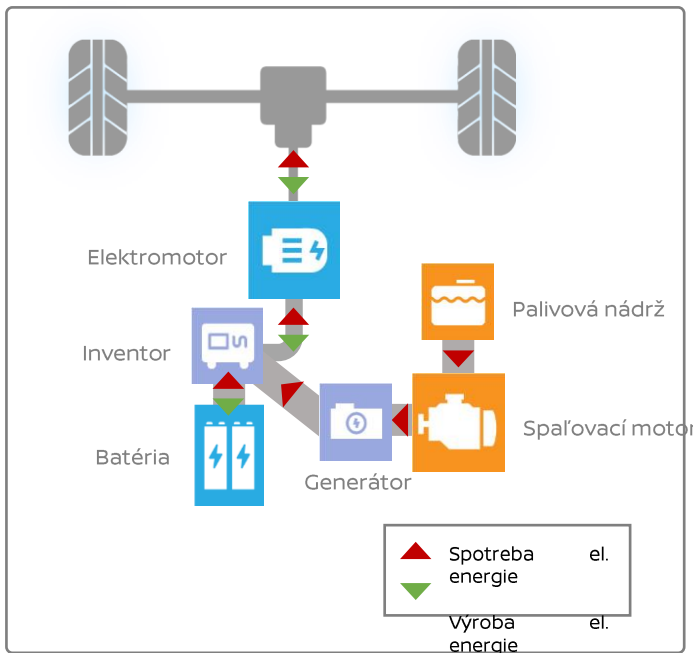 Elektromotor
Palivová nádrž
Inventor
Spaľovací motor
Batéria
Generátor
Spotreba el.
energie
Výroba el.
energie